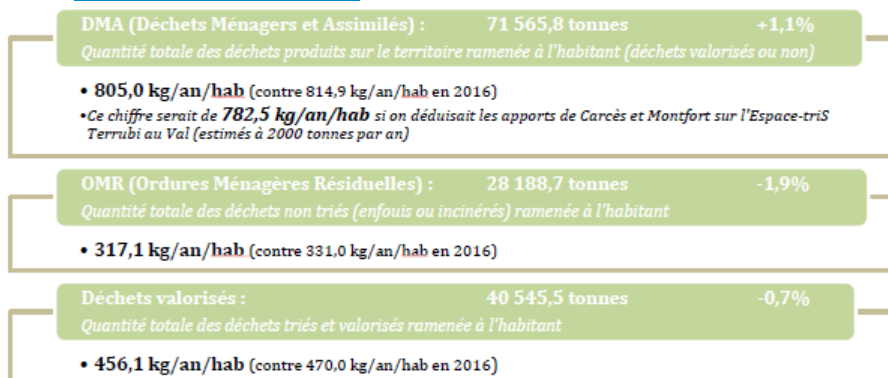 DMA (Déchets Ménagers et Assimilés) : 71 565,8 tonnes +1,1%
Quantité totale des déchets produits sur le territoire ramenée à l'habitant (déchets valorisés ou non)
• 805,0 kg/an/hab (contre 814,9 kg/an/hab en 2016)
•Ce chiffre serait de 782,5 kg/an/hab si on déduisait les apports de Carcès et Montfort sur l'Espace-triS
Terrubi au Val (estimés à 2000 tonnes par an)
OMR (Ordures Ménagères Résiduelles) : 28 188,7 tonnes -1,9%
Quantité totale des déchets non triés (enfouis ou incinérés) ramenée à l'habitant
• 317,1 kg/an/hab (contre 331,0 kg/an/hab en 2016)
Déchets valorisés : 40 545,5 tonnes -0,7%
Quantité totale des déchets triés et valorisés ramenée à l'habitant
• 456,1 kg/an/hab (contre 470,0 kg/an/hab en 2016)